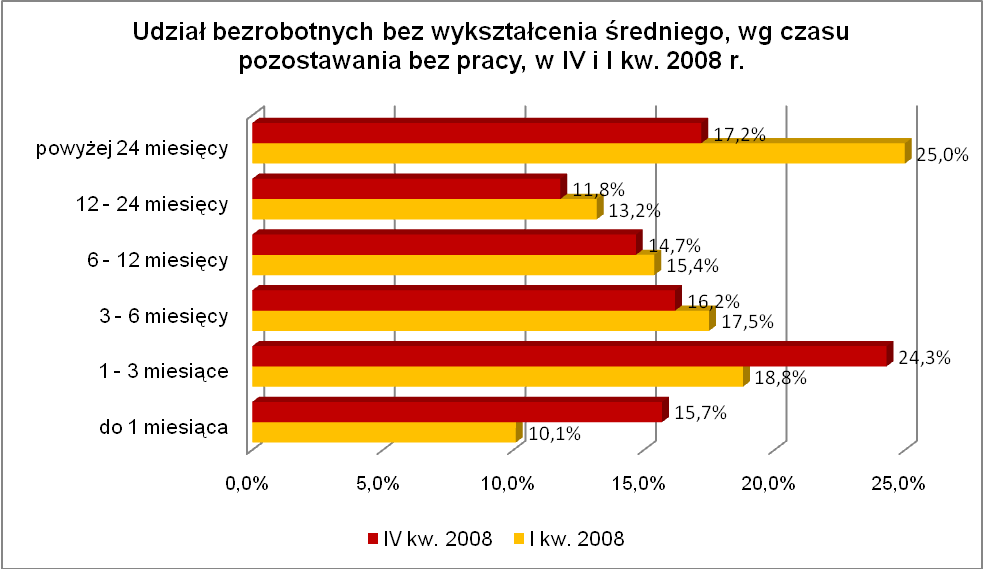 Udział bezrobotnych bez wykształcenia średniego, wg czasu
pozostawania bez pracy, w IV i I kw. 2008 r.
powyżej 24 miesięcy
17,2%
25,0%
12 - 24 miesięcy
11,8%
13,2%
6 - 12 miesięcy
14,7%
15,4%
3 - 6 miesięcy
16,2%
17,5%
1 - 3 miesiące
24,3%
18,8%
do 1 miesiąca
15,7%
10,1%
0,0% 5,0% 10,0% 15,0% 20,0% 25,0%
IV kw. 2008 I kw. 2008